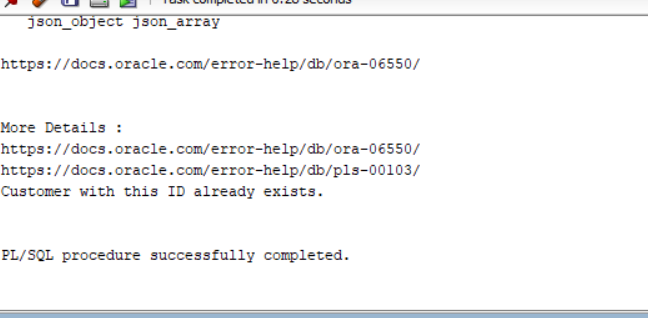 Task completed in 0.26 seconds
json_object json_array
https://docs.oracle.com/error-help/db/ora-06550/
More Details :
https://docs.oracle.com/error-help/db/ora-06550/
https://docs.oracle.com/error-help/db/pls-00103/
Customer with this ID already exists.
PL/SQL procedure successfully completed.